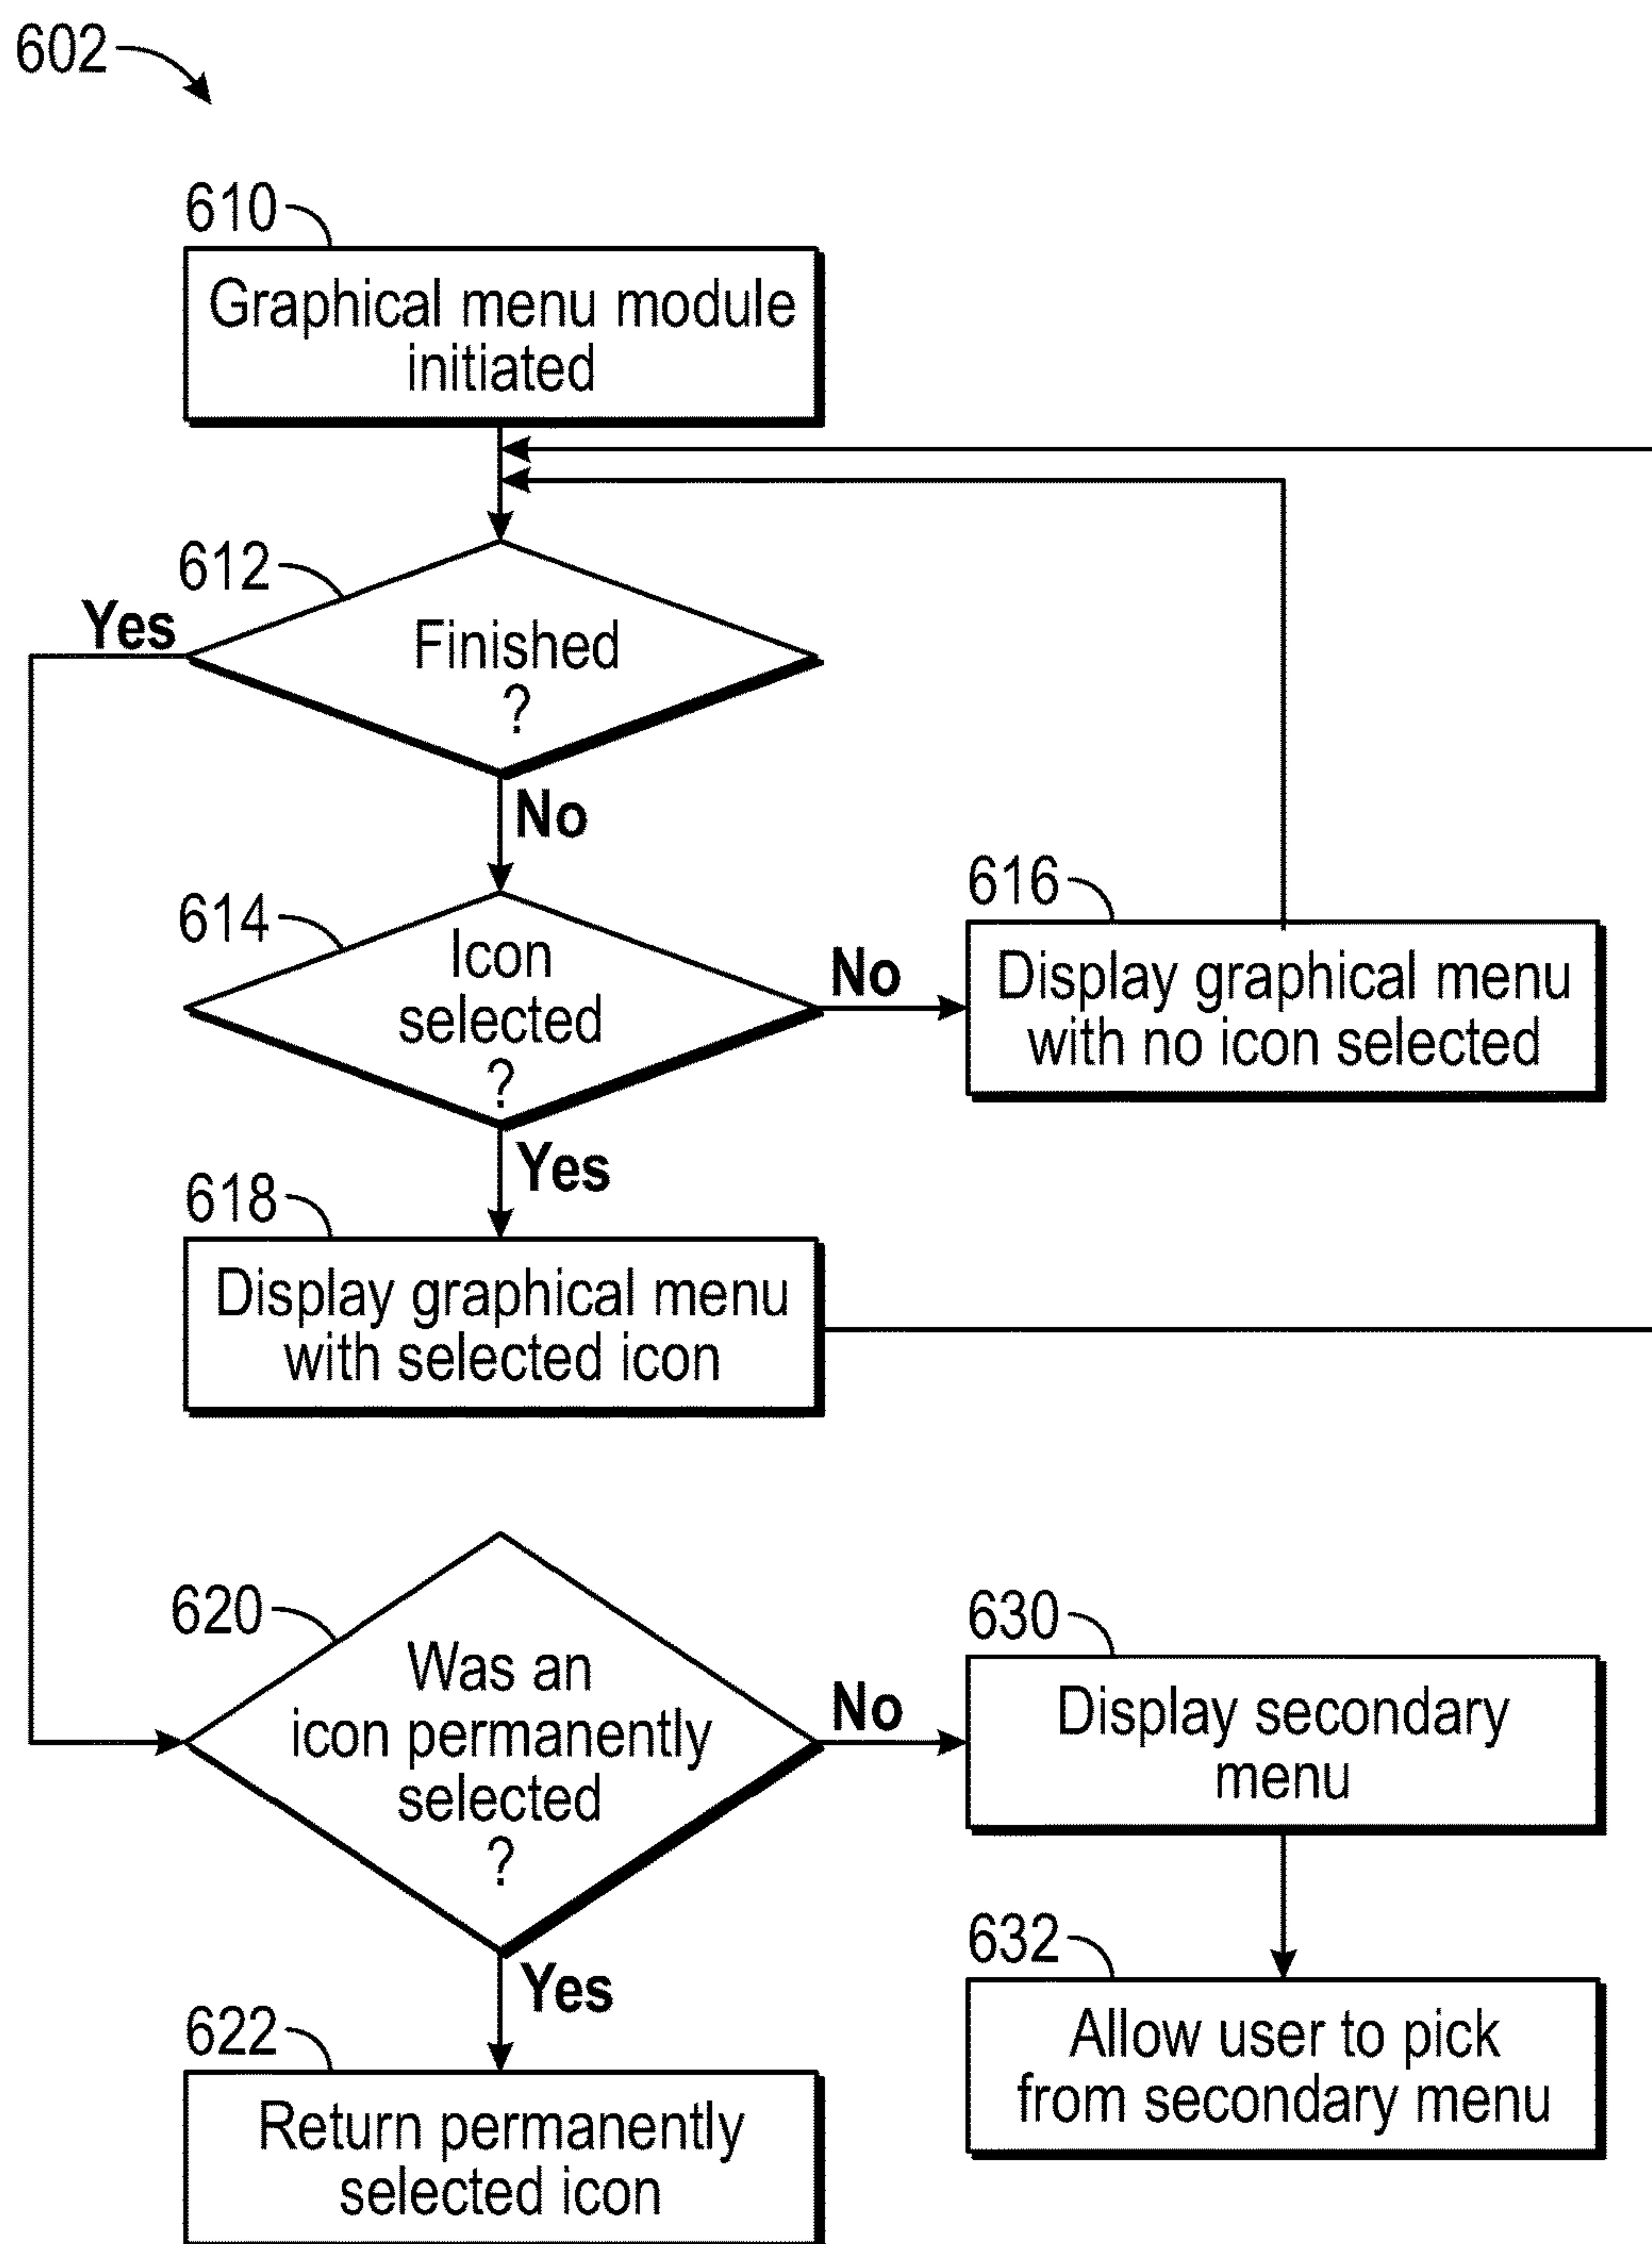 602
610
Graphical menu module
initiated
612
Yes
Finished
?
No
614
Icon
selected
?
No
616
Display graphical menu
with no icon selected
Yes
618
Display graphical menu
with selected icon
620
Was an
icon permanently
selected
?
No
630
Display secondary
menu
Yes
632
Allow user to pick
from secondary menu
622
Return permanently
selected icon